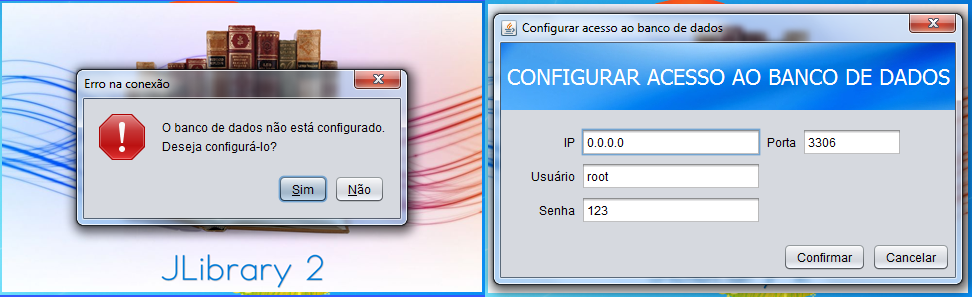 Erro na conexão
O banco de dados não está configurado.
Deseja configurá-lo?
Sim
Não
JLibrary 2
Configurar acesso ao banco de dados
CONFIGURAR ACESSO AO BANCO DE DADOS
IP 0.0.0.0 Porta 3306
Usuário root
Senha 123
Confirmar Cancelar